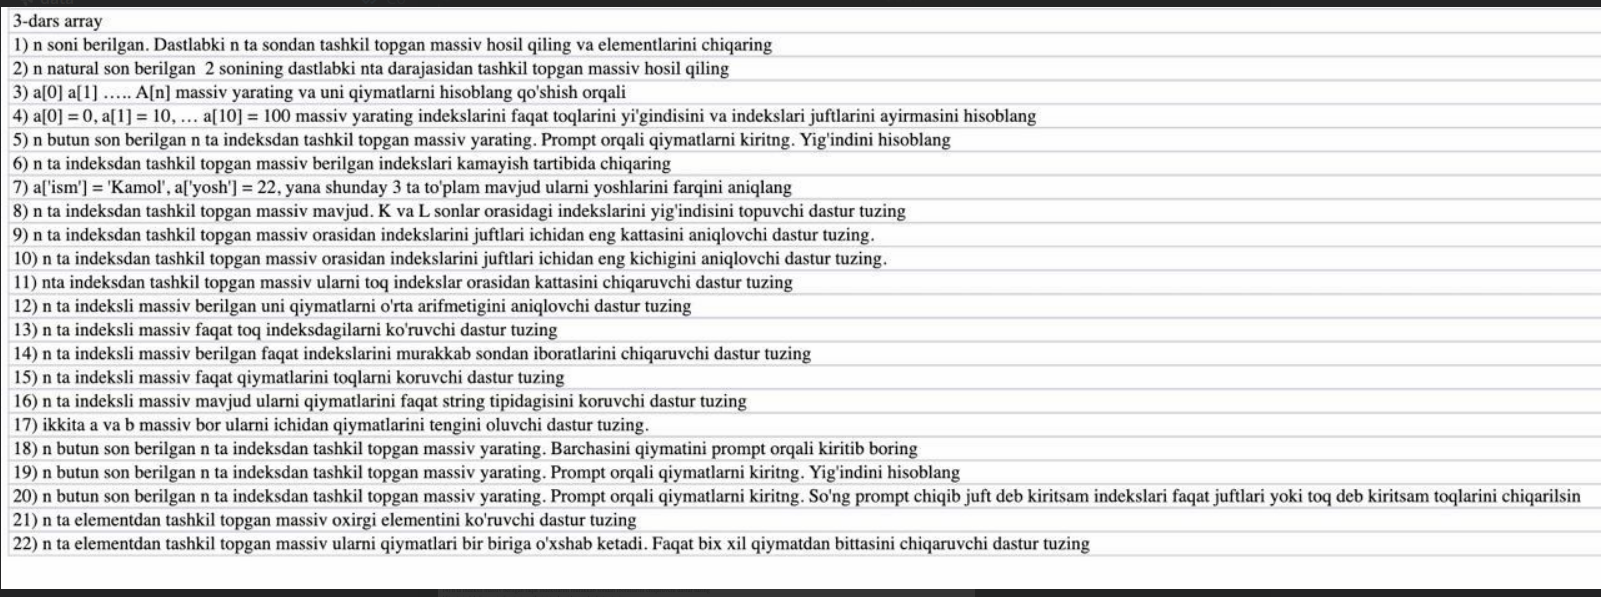 3-dars array
1) n soni berilgan. Dastlabki n ta sondan tashkil topgan massiv hosil qiling va elementlarini chiqaring
2) n natural son berilgan  2 sonining dastlabki nta darajasidan tashkil topgan massiv hosil qiling
3) a[0] a[1] ….. A[n] massiv yarating va uni qiymatlarni hisoblang qo'shish orqali
4) a[0] = 0, a[1] = 10, … a[10] = 100 massiv yarating indekslarini faqat toqlarini yi'gindisini va indekslari juftlarini ayirmasini hisoblang
5) n butun son berilgan n ta indeksdan tashkil topgan massiv yarating. Prompt orqali qiymatlarni kiritng. Yig'indini hisoblang
6) n ta indeksdan tashkil topgan massiv berilgan indekslari kamayish tartibida chiqaring
7) a['ism'] = 'Kamol', a['yosh'] = 22, yana shunday 3 ta to'plam mavjud ularni yoshlarini farqini aniqlang
8) n ta indeksdan tashkil topgan massiv mavjud. K va L sonlar orasidagi indekslarini yig'indisini topuvchi dastur tuzing
9) n ta indeksdan tashkil topgan massiv orasidan indekslarini juftlari ichidan eng kattasini aniqlovchi dastur tuzing.
10) n ta indeksdan tashkil topgan massiv orasidan indekslarini juftlari ichidan eng kichigini aniqlovchi dastur tuzing.
11) nta indeksdan tashkil topgan massiv ularni toq indekslar orasidan kattasini chiqaruvchi dastur tuzing
12) n ta indeksli massiv berilgan uni qiymatlarni o'rta arifmetigini aniqlovchi dastur tuzing
13) n ta indeksli massiv faqat toq indeksdagilarni ko'ruvchi dastur tuzing
14) n ta indeksli massiv berilgan faqat indekslarini murakkab sondan iboratlarini chiqaruvchi dastur tuzing
15) n ta indeksli massiv faqat qiymatlarini toqlarni koruvchi dastur tuzing
16) n ta indeksli massiv mavjud ularni qiymatlarini faqat string tipidagisini koruvchi dastur tuzing
17) ikkita a va b massiv bor ularni ichidan qiymatlarini tengini oluvchi dastur tuzing.
18) n butun son berilgan n ta indeksdan tashkil topgan massiv yarating. Barchasini qiymatini prompt orqali kiritib boring
19) n butun son berilgan n ta indeksdan tashkil topgan massiv yarating. Prompt orqali qiymatlarni kiritng. Yig'indini hisoblang
20) n butun son berilgan n ta indeksdan tashkil topgan massiv yarating. Prompt orqali qiymatlarni kiritng. So'ng prompt chiqib juft deb kiritsam indekslari faqat juftlari yoki toq deb kiritsam toqlarini chiqarilsin
21) n ta elementdan tashkil topgan massiv oxirgi elementini ko'ruvchi dastur tuzing
22) n ta elementdan tashkil topgan massiv ularni qiymatlari bir biriga o'xshab ketadi. Faqat bix xil qiymatdan bittasini chiqaruvchi dastur tuzing